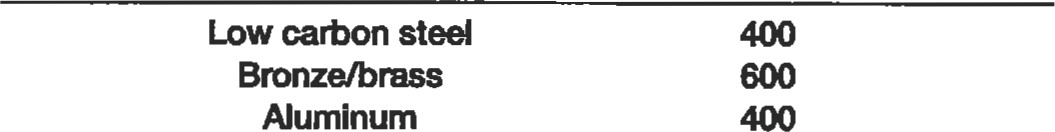 Low carbon steel 400
Bronze/brass 600
Aluminum 400